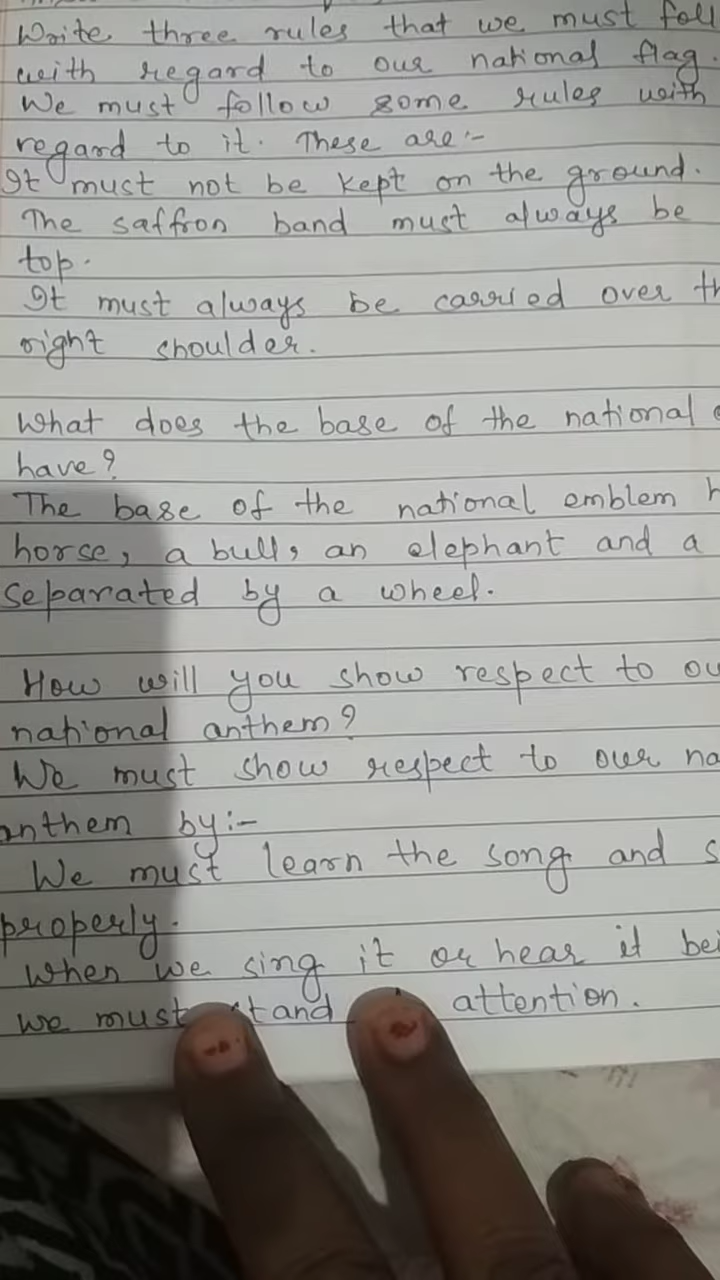 Write three rules that we must foll
with regard to our national flag.
We must follow some rules with
regard to it. These are:-
It must not be kept on the ground.
The saffron band must always be
top.
It must always be carried over th
right shoulder.
What does the base of the national e
have?
The base of the national emblem h
horse, a bull, an elephant and a
separated by a wheel.
How will you show respect to ou
national anthem?
We must show respect to our na
anthem by:-
We must learn the song and s
properly.
When we sing it or hear it bei
we must stand attention.